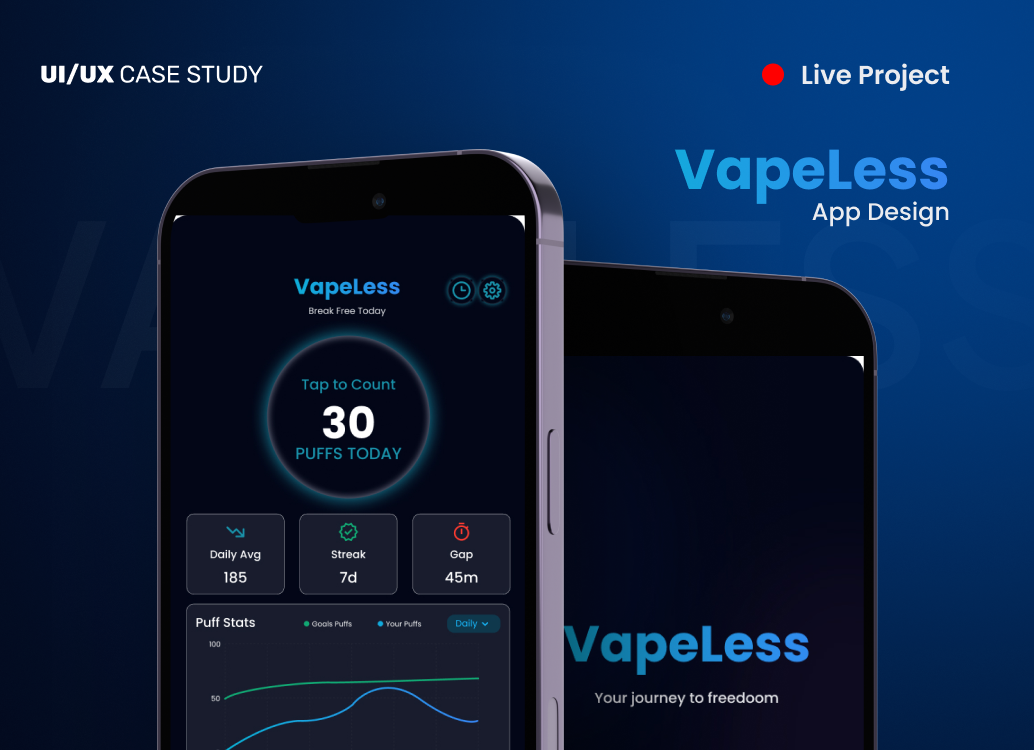 UI/UX CASE STUDY
Live Project
VapeLess
App Design
VAPELESS
VapeLess
Break Free Today
Tap to Count
30
PUFFS TODAY
Daily Avg
185
Streak
7d
Gap
45m
Puff Stats
Goals Puffs
Your Puffs
Daily
100
50
VapeLess
Your journey to freedoom